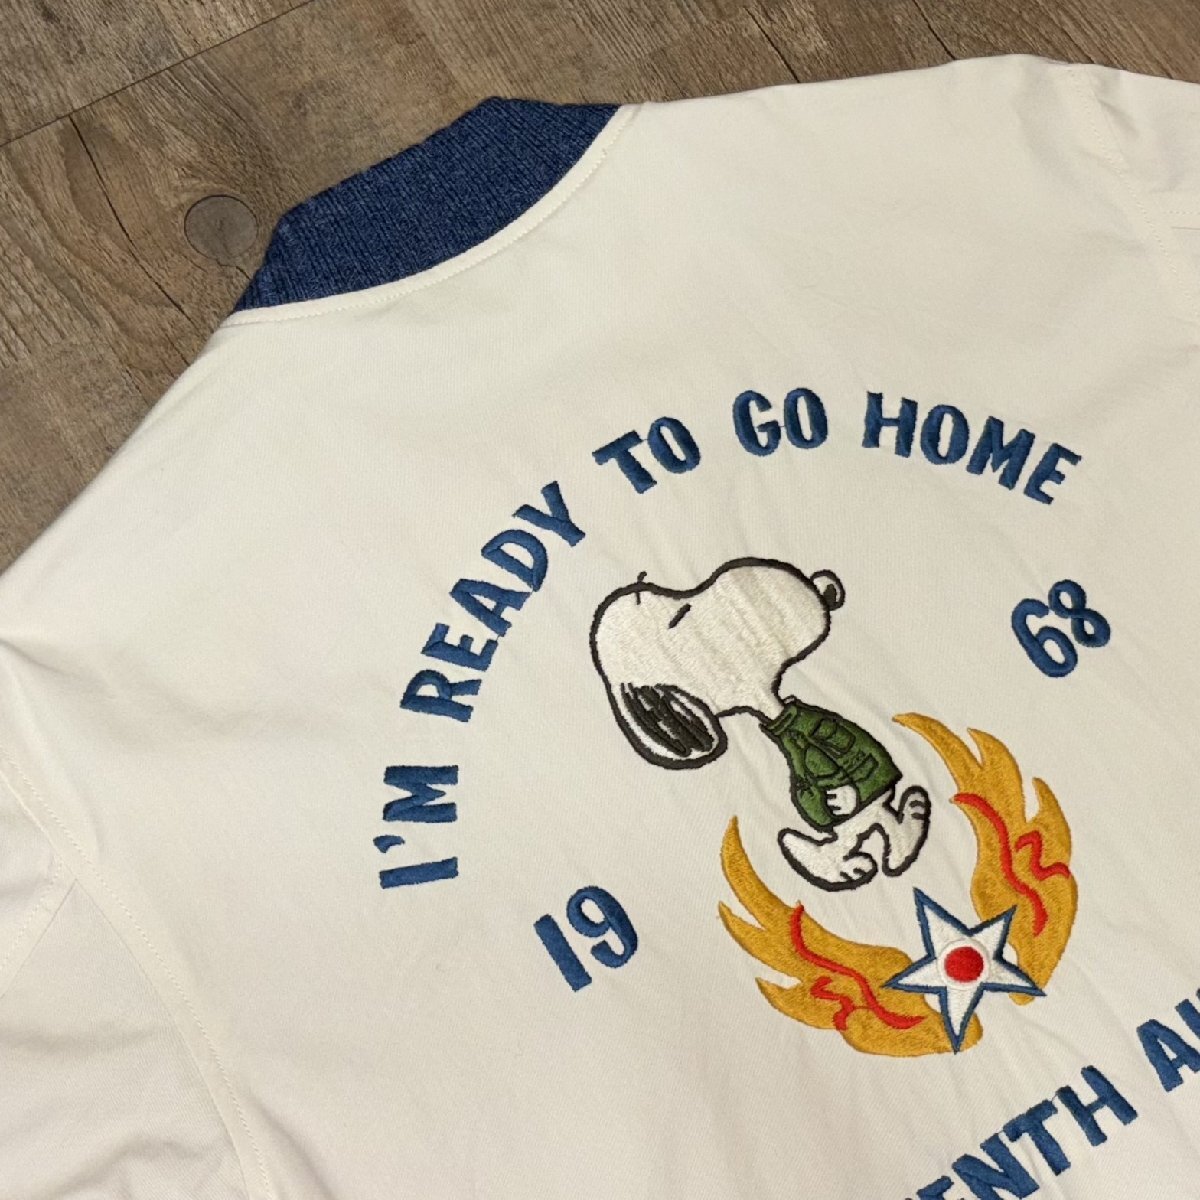 I'M READY TO GO HOME
19 68